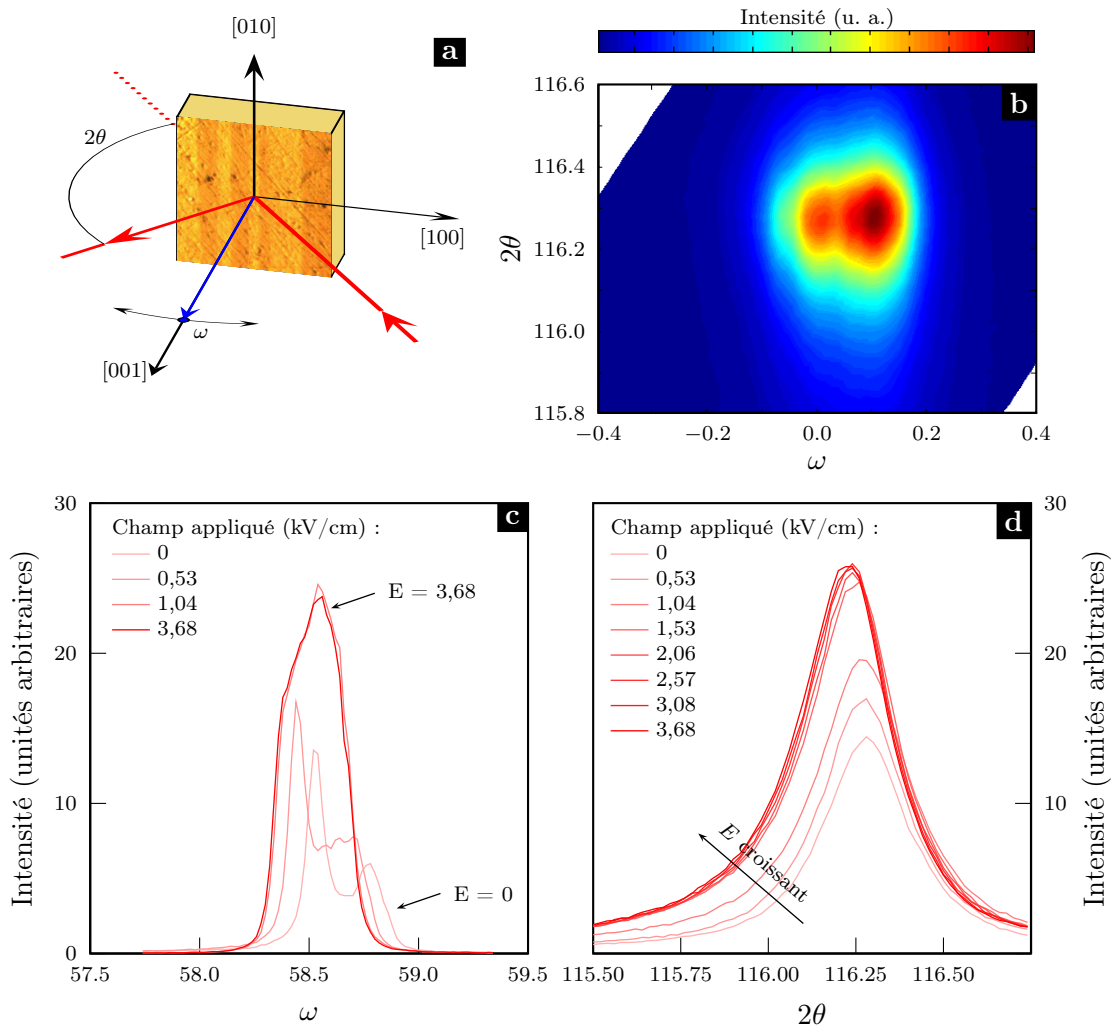 [010]
a
2θ
[100]
ω
[001]
Intensité (u. a.)
b
116.6
116.4
116.2
116.0
115.8
2θ
−0.4
−0.2
0.0
0.2
0.4
ω
c
Champ appliqué (kV/cm) :
0
0,53
1,04
3,68
E = 3,68
E = 0
30
20
10
0
Intensité (unités arbitraires)
57.5
58.0
58.5
59.0
59.5
ω
d
Champ appliqué (kV/cm) :
0
0,53
1,04
1,53
2,06
2,57
3,08
3,68
E croissant
30
20
10
Intensité (unités arbitraires)
115.50
115.75
116.00
116.25
116.50
2θ